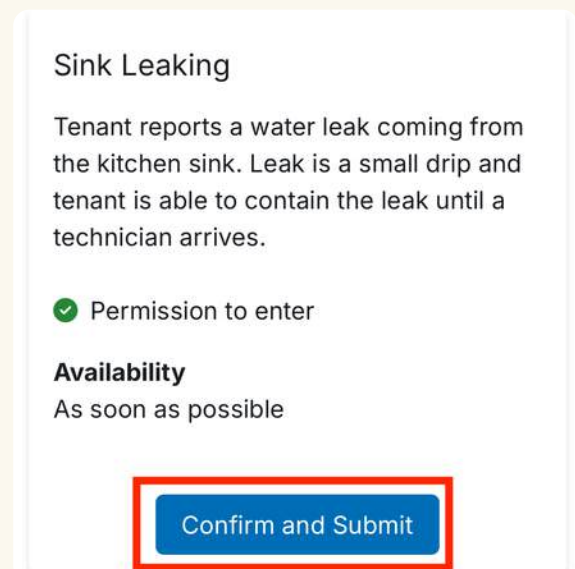 Sink Leaking
Tenant reports a water leak coming from
the kitchen sink. Leak is a small drip and
tenant is able to contain the leak until a
technician arrives.
Permission to enter
Availability
As soon as possible
Confirm and Submit